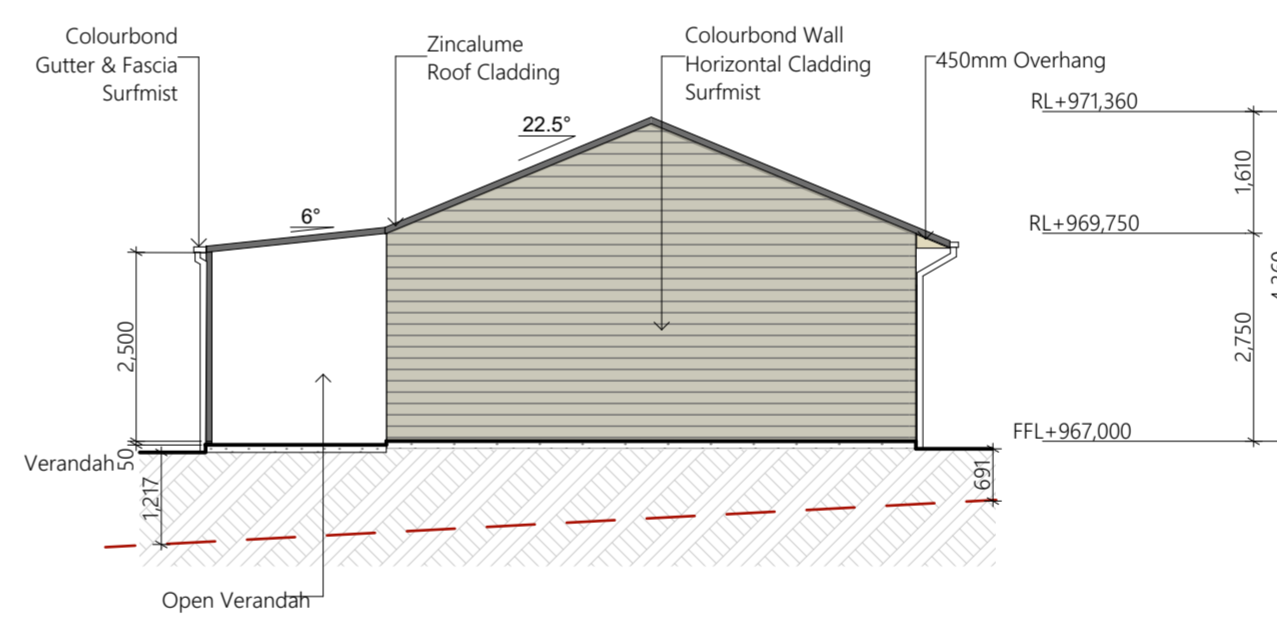 Colourbond
Gutter & Fascia
Surfmist
Zincalume
Roof Cladding
Colourbond Wall
Horizontal Cladding
Surfmist
450mm Overhang
RL+971,360
22.5°
1,610
6°
RL+969,750
2,500
2,750
FFL+967,000
Verandah
50
1,217
691
Open Verandah